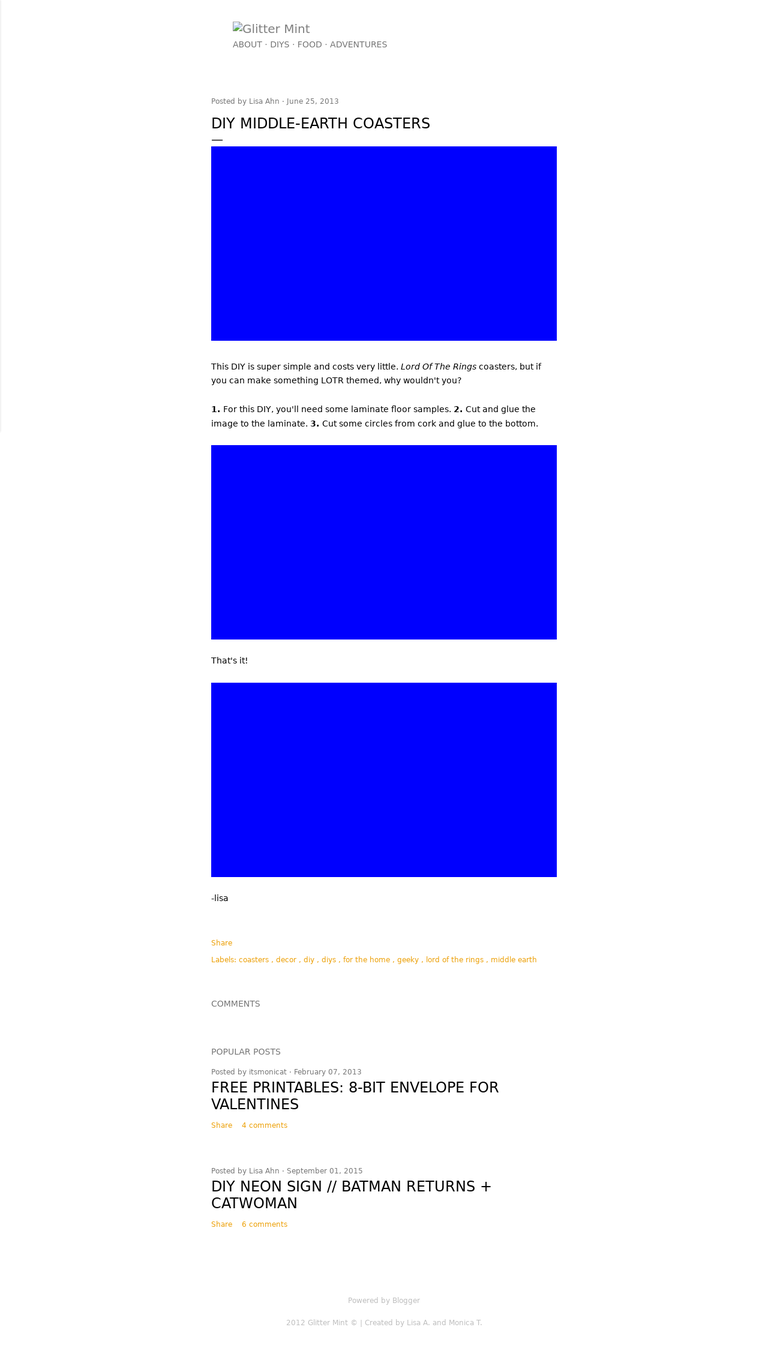 Glitter Mint
ABOUT · DIYS · FOOD · ADVENTURES
Posted by Lisa Ahn - June 25, 2013
DIY MIDDLE-EARTH COASTERS
This DIY is super simple and costs very little. Lord Of The Rings coasters, but if
you can make something LOTR themed, why wouldn't you?
1. For this DIY, you'll need some laminate floor samples. 2. Cut and glue the
image to the laminate. 3. Cut some circles from cork and glue to the bottom.
That's it!
-lisa
Share
Labels: coasters , decor , diy , diys , for the home , geeky , lord of the rings , middle earth
COMMENTS
POPULAR POSTS
Posted by itsmonicat - February 07, 2013
FREE PRINTABLES: 8-BIT ENVELOPE FOR
VALENTINES
Share 4 comments
Posted by Lisa Ahn - September 01, 2015
DIY NEON SIGN // BATMAN RETURNS +
CATWOMAN
Share 6 comments
Powered by Blogger
2012 Glitter Mint © | Created by Lisa A. and Monica T.